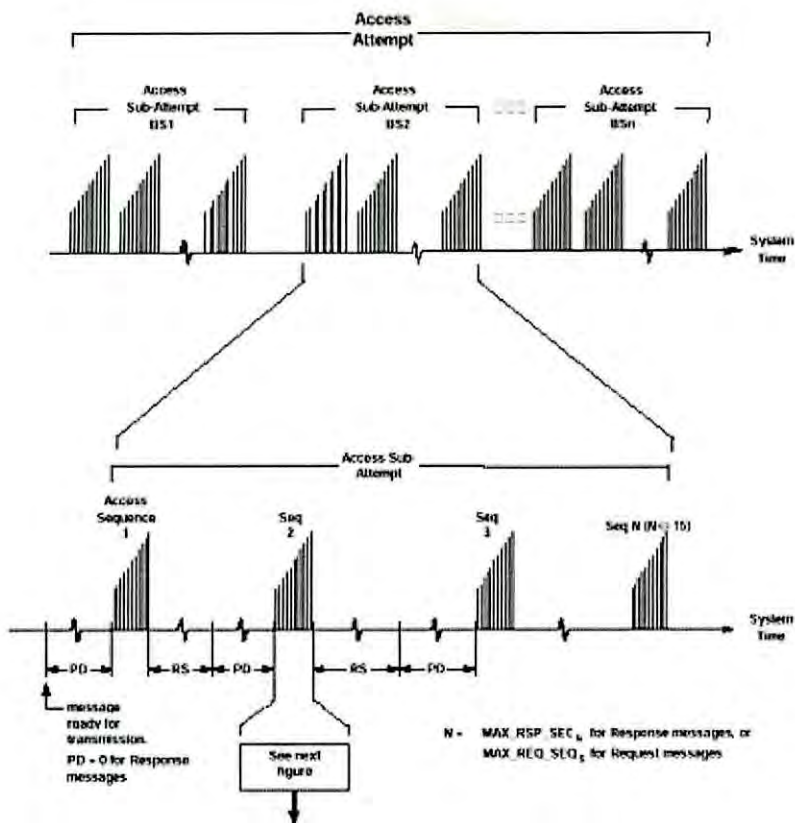 Access
Attempt
Access
Sub-Attempt
BS1
Access
Sub-Attempt
BS2
Access
Sub-Attempt
BSn
System
Time
Access Sub-
Attempt
Access
Sequence
1
Seq
2
Seq
3
Seq N (N 15)
System
Time
PD
RS
PD
RS
PD
message
ready for
transmission.
PD = 0 for Response
messages
See next
figure
N = MAX_RSP_SEQ for Response messages, or
MAX_REQ_SEQS for Request messages